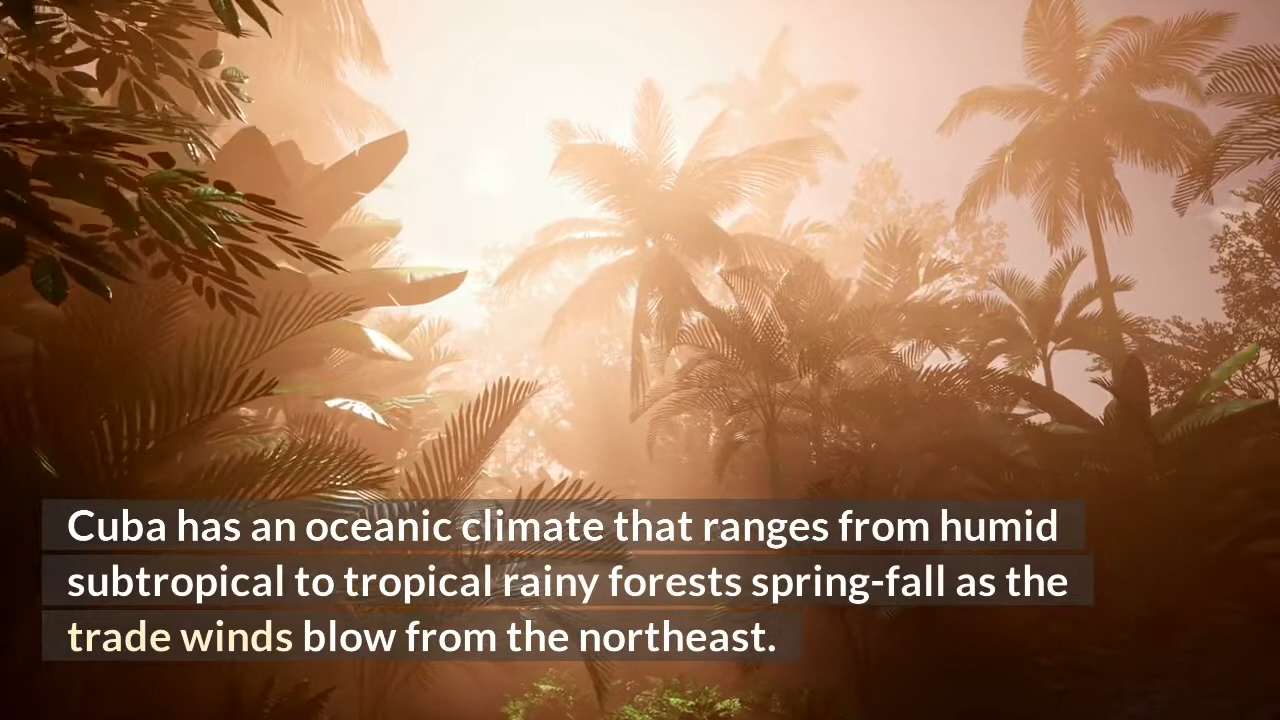 Cuba has an oceanic climate that ranges from humid
subtropical to tropical rainy forests spring-fall as the
trade winds blow from the northeast.